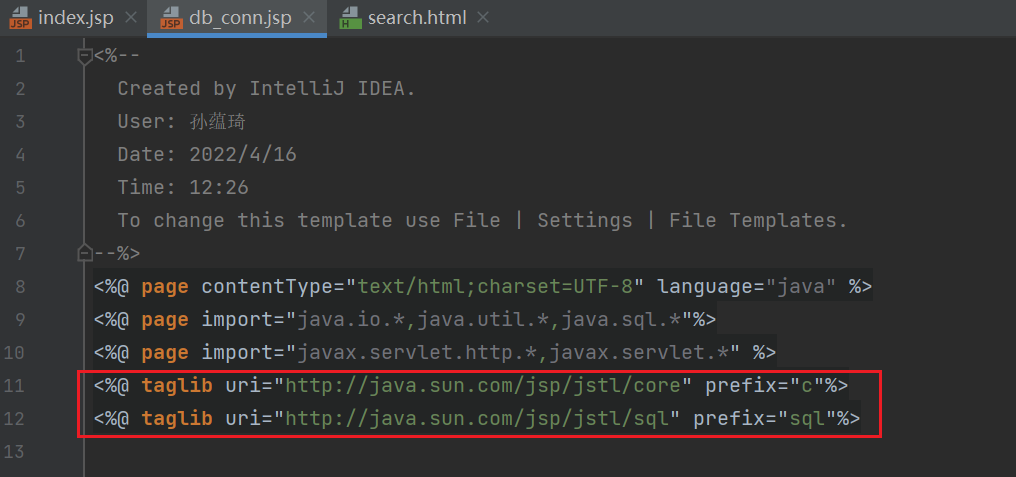 index.jsp db_conn.jsp search.html
1 <%--
2 Created by IntelliJ IDEA.
3 User: 孙蕴琦
4 Date: 2022/4/16
5 Time: 12:26
6 To change this template use File | Settings | File Templates.
7 --%>
8 <%@ page contentType="text/html;charset=UTF-8" language="java" %>
9 <%@ page import="java.io.*,java.util.*,java.sql.*"%>
10 <%@ page import="javax.servlet.http.*,javax.servlet.*" %>
11 <%@ taglib uri="http://java.sun.com/jsp/jstl/core" prefix="c"%>
12 <%@ taglib uri="http://java.sun.com/jsp/jstl/sql" prefix="sql"%>
13